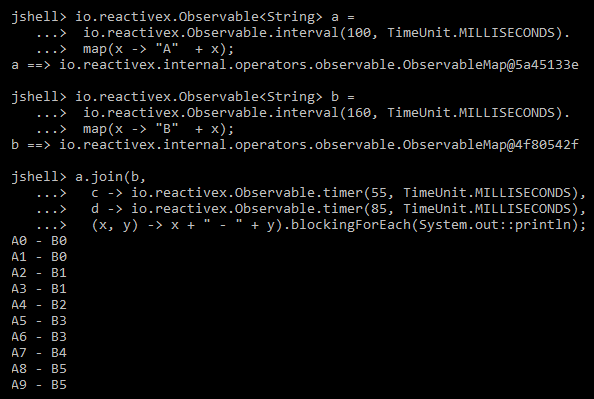 jshell> io.reactivex.Observable<String> a =
   ...>  io.reactivex.Observable.interval(100, TimeUnit.MILLISECONDS).
   ...>  map(x -> "A"  + x);
a ==> io.reactivex.internal.operators.observable.ObservableMap@5a45133e
jshell> io.reactivex.Observable<String> b =
   ...>  io.reactivex.Observable.interval(160, TimeUnit.MILLISECONDS).
   ...>  map(x -> "B"  + x);
b ==> io.reactivex.internal.operators.observable.ObservableMap@4f80542f
jshell> a.join(b,
   ...>   c -> io.reactivex.Observable.timer(55, TimeUnit.MILLISECONDS),
   ...>   d -> io.reactivex.Observable.timer(85, TimeUnit.MILLISECONDS),
   ...>   (x, y) -> x + " - " + y).blockingForEach(System.out::println);
A0 - B0
A1 - B0
A2 - B1
A3 - B1
A4 - B2
A5 - B3
A6 - B3
A7 - B4
A8 - B5
A9 - B5